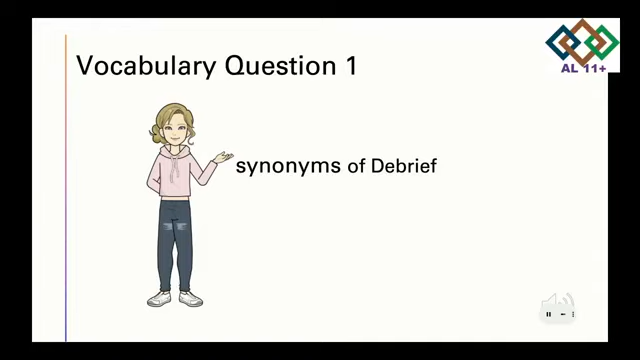 Vocabulary Question 1
AL 11+
synonyms of Debrief